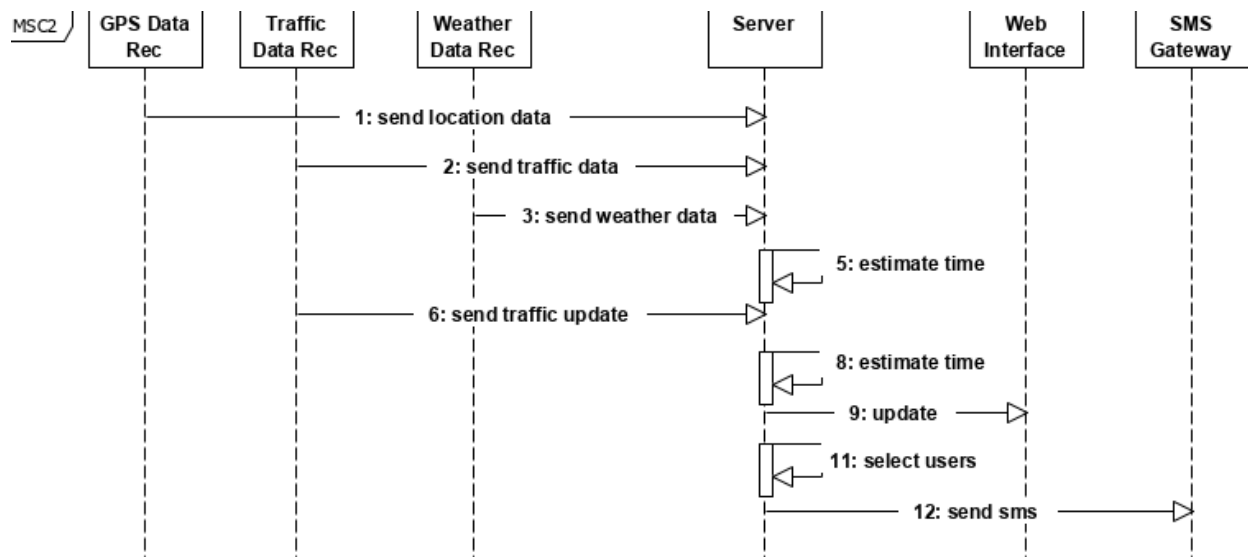 MSC2
GPS Data
Rec
Traffic
Data Rec
Weather
Data Rec
Server
Web
Interface
SMS
Gateway
1: send location data
2: send traffic data
3: send weather data
5: estimate time
6: send traffic update
8: estimate time
9: update
11: select users
12: send sms